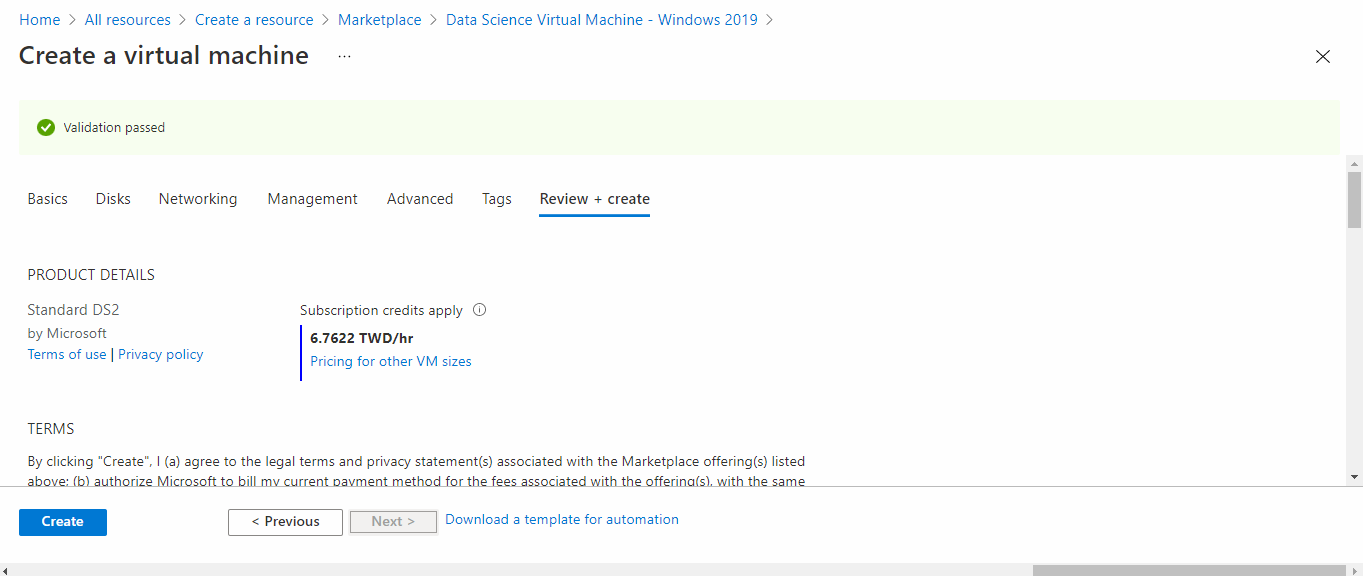 Home > All resources > Create a resource > Marketplace > Data Science Virtual Machine - Windows 2019 >
Create a virtual machine ...
Validation passed
Basics Disks Networking Management Advanced Tags Review + create
PRODUCT DETAILS
Standard DS2
by Microsoft
Terms of use | Privacy policy
Subscription credits apply
6.7622 TWD/hr
Pricing for other VM sizes
TERMS
By clicking "Create", I (a) agree to the legal terms and privacy statement(s) associated with the Marketplace offering(s) listed
above; (b) authorize Microsoft to bill my current payment method for the fees associated with the offering(s), with the same
Create < Previous Next > Download a template for automation